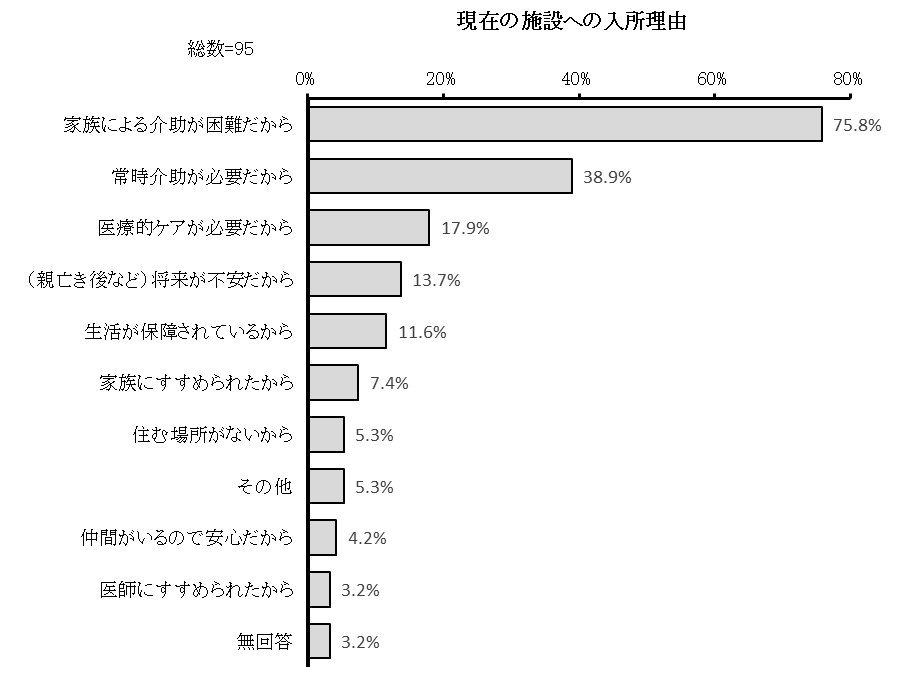 現在の施設への入所理由
総数=95
0% 20% 40% 60% 80%
家族による介助が困難だから 75.8%
常時介助が必要だから 38.9%
医療的ケアが必要だから 17.9%
（親亡き後など）将来が不安だから 13.7%
生活が保障されているから 11.6%
家族にすすめられたから 7.4%
住む場所がないから 5.3%
その他 5.3%
仲間がいるので安心だから 4.2%
医師にすすめられたから 3.2%
無回答 3.2%